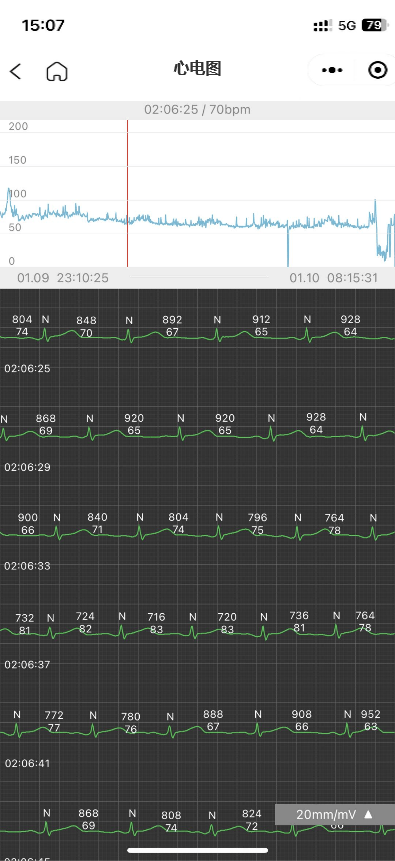 15:07 5G 79
心电图
02:06:25 / 70bpm
200
150
100
50
0
01.09 23:10:25 01.10 08:15:31
804 N 848 N 892 N 912 N 928
74 70 67 65 64
02:06:25
N 868 N 920 N 920 N 928 N
69 65 65 64
02:06:29
900 N 840 N 804 N 796 N 764 N
66 71 74 75 78
02:06:33
732 N 724 N 716 N 720 N 736 N 764
81 82 83 83 81 78
02:06:37
N 772 N 780 N 888 N 908 N 952
77 76 67 66 63
02:06:41
N 868 N 808 N 824
69 74 72
20mm/mV ▲
02:06:45